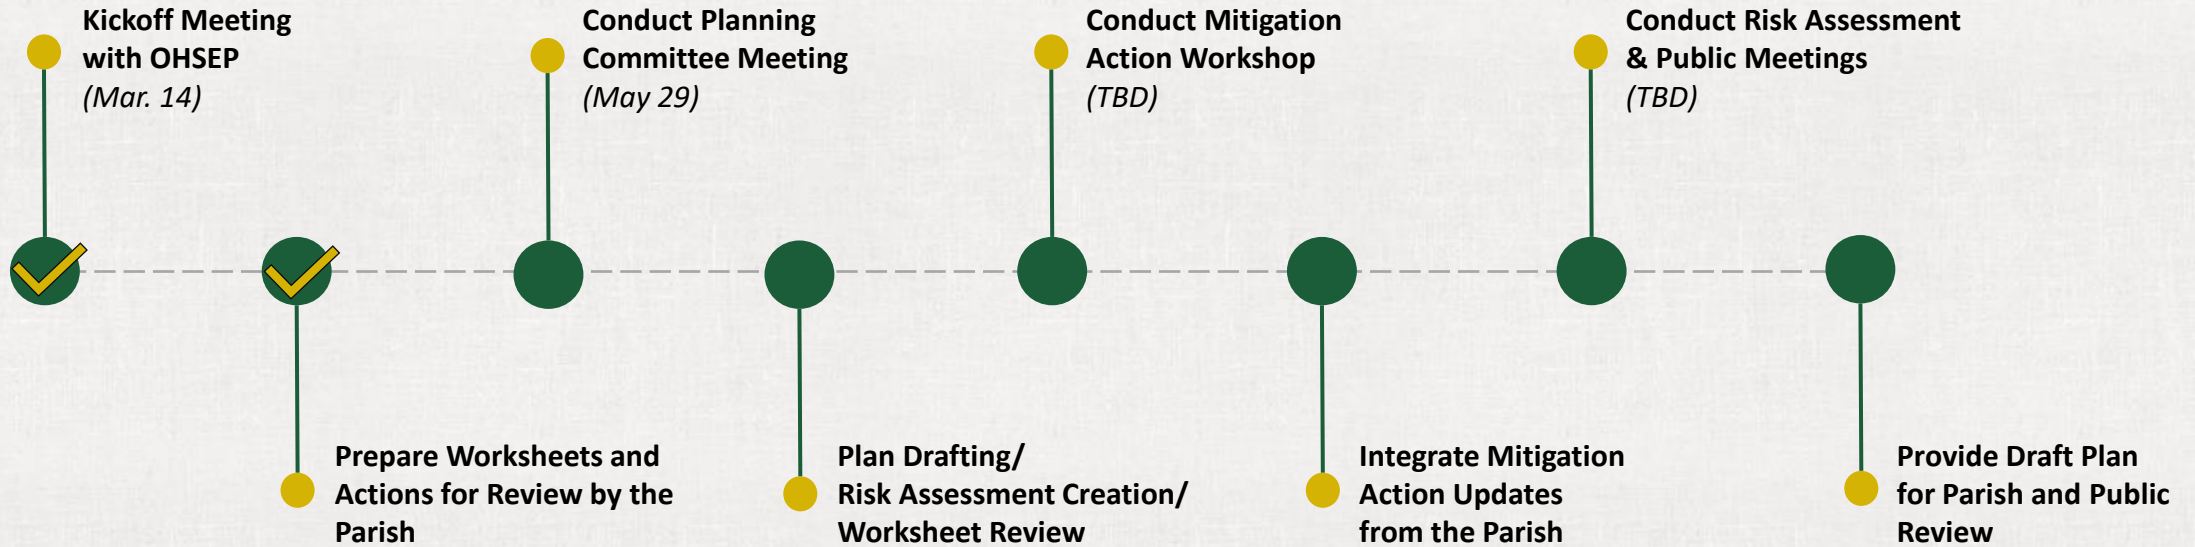 Kickoff Meeting
with OHSEP
(Mar. 14)
Prepare Worksheets and
Actions for Review by the
Parish
Conduct Planning
Committee Meeting
(May 29)
Plan Drafting/
Risk Assessment Creation/
Worksheet Review
Conduct Mitigation
Action Workshop
(TBD)
Integrate Mitigation
Action Updates
from the Parish
Conduct Risk Assessment
& Public Meetings
(TBD)
Provide Draft Plan
for Parish and Public
Review